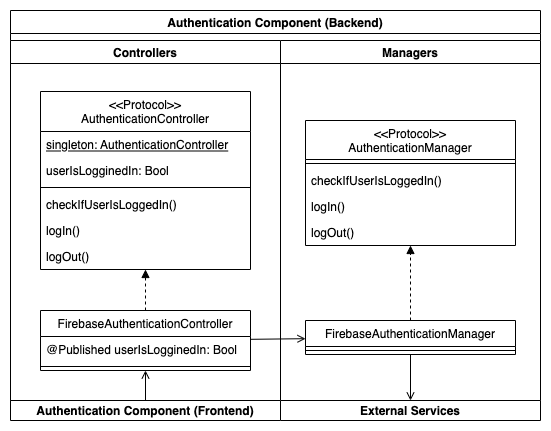 Authentication Component (Backend)
Controllers
Managers
<<Protocol>>
AuthenticationController
singleton: AuthenticationController
userIsLogginedIn: Bool
checkIfUserIsLoggedIn()
logIn()
logOut()
<<Protocol>>
AuthenticationManager
checkIfUserIsLoggedIn()
logIn()
logOut()
FirebaseAuthenticationController
@Published userIsLogginedIn: Bool
FirebaseAuthenticationManager
Authentication Component (Frontend)
External Services